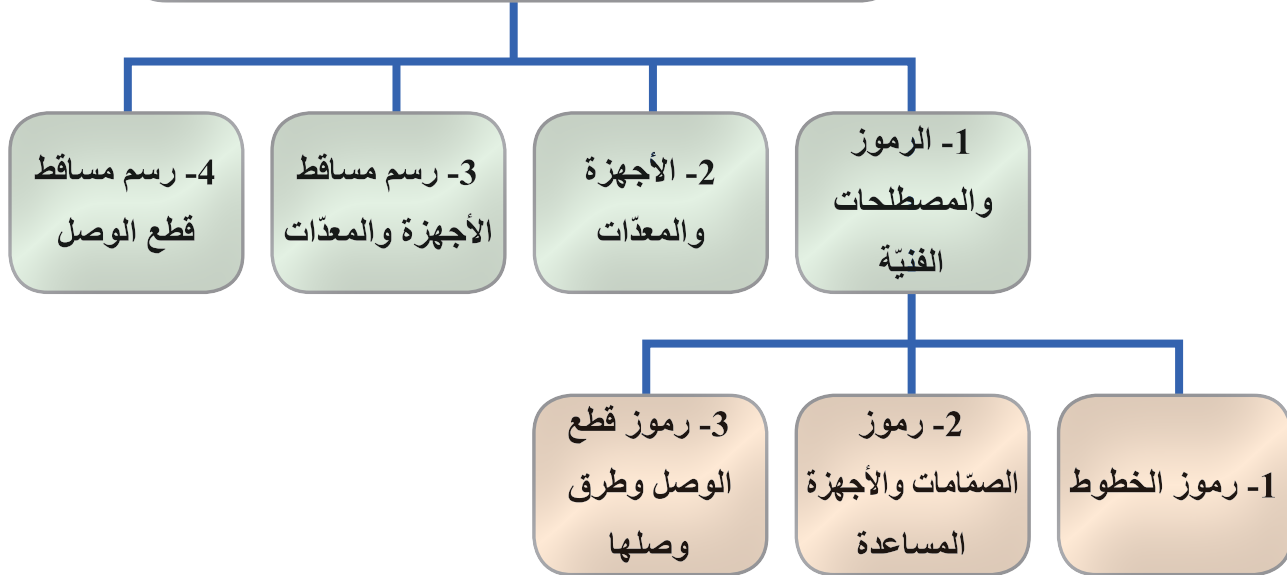 1- الرموز
والمصطلحات
الفنيّة
2- الأجهزة
والمعدّات
3- رسم مساقط
الأجهزة والمعدّات
4- رسم مساقط
قطع الوصل
1- رموز الخطوط
2- رموز
الصمّامات والأجهزة
المساعدة
3- رموز قطع
الوصل وطرق
وصلها